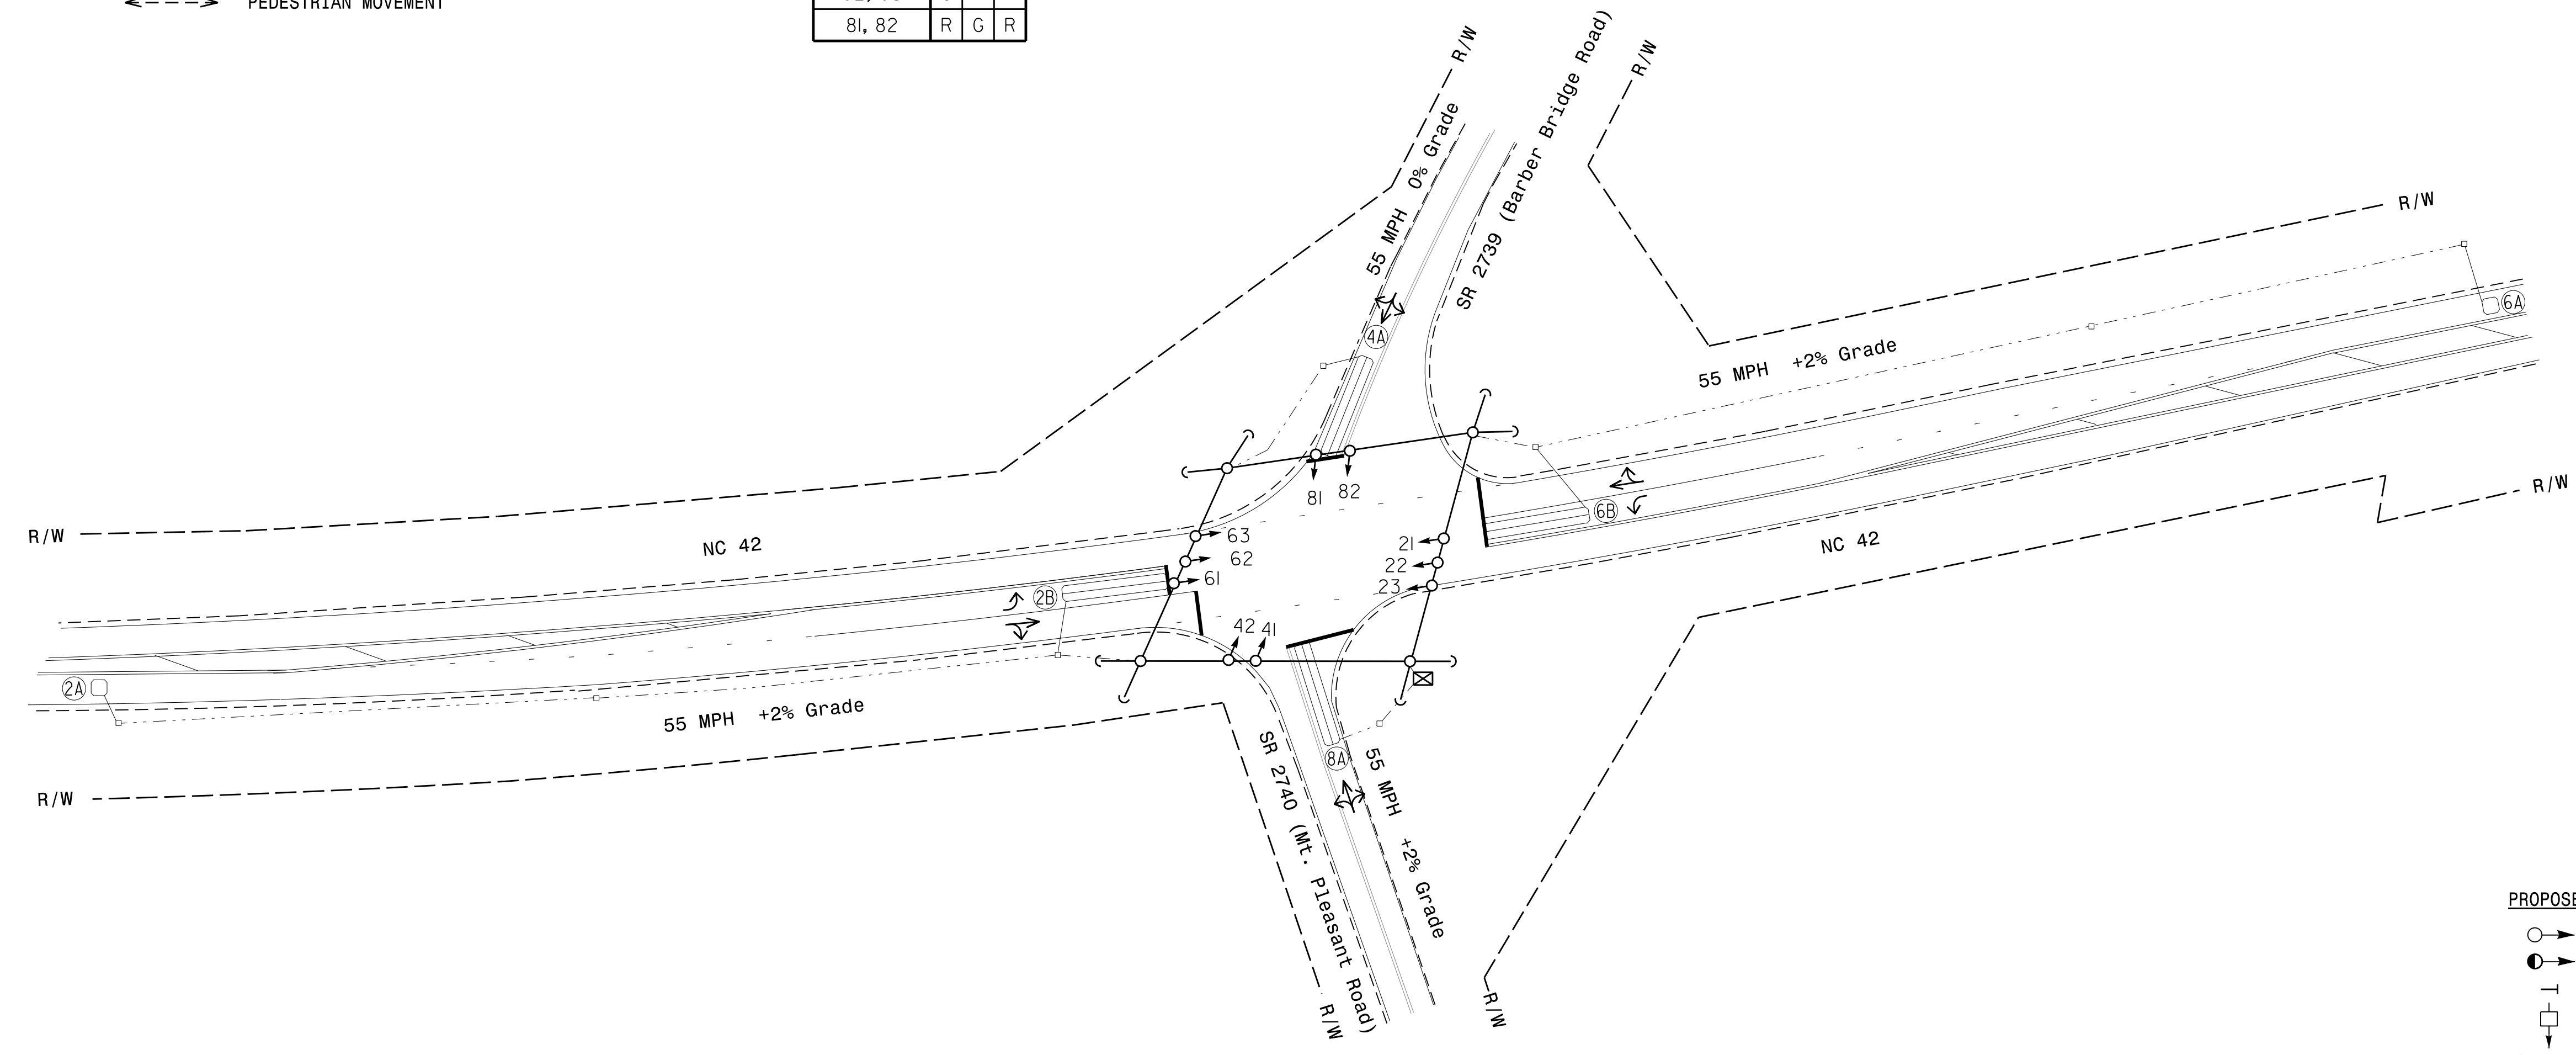 PEDESTRIAN MOVEMENT
81, 82 R G R
R/W
R/W
55 MPH 0% Grade
SR 2739 (Barber Bridge Road)
R/W
6A
4A
55 MPH +2% Grade
R/W
R/W
NC 42
81 82
6B
63
62
61
21
22
23
NC 42
2B
42 41
2A
55 MPH +2% Grade
R/W
SR 2740 (Mt. Pleasant Road)
8A
55 MPH +2% Grade
R/W
R/W
PROPOSE